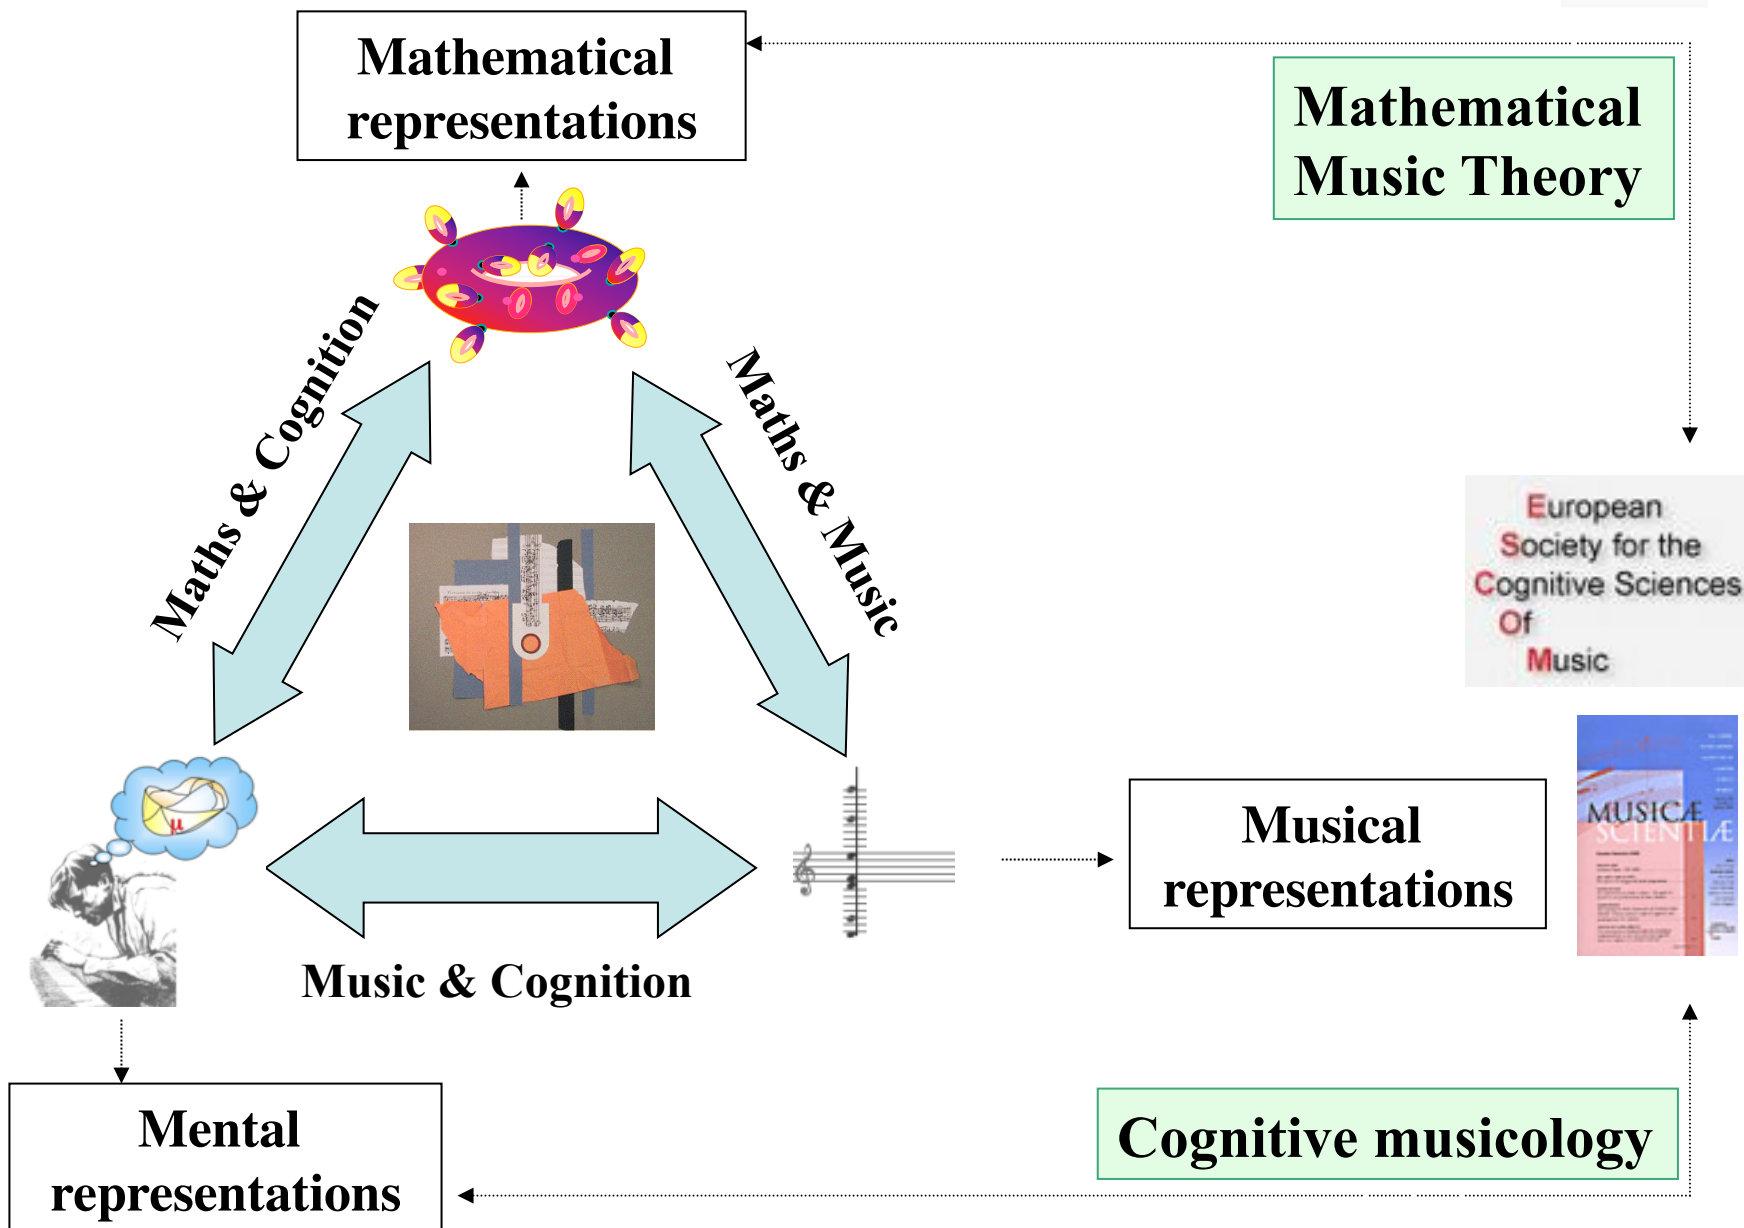 Mathematical
representations
Mathematical
Music Theory
Maths & Cognition
Maths & Music
European
Society for the
Cognitive Sciences
Of
Music
μ
MUSICÆ
SCIENTIÆ
Musical
representations
Music & Cognition
Mental
representations
Cognitive musicology